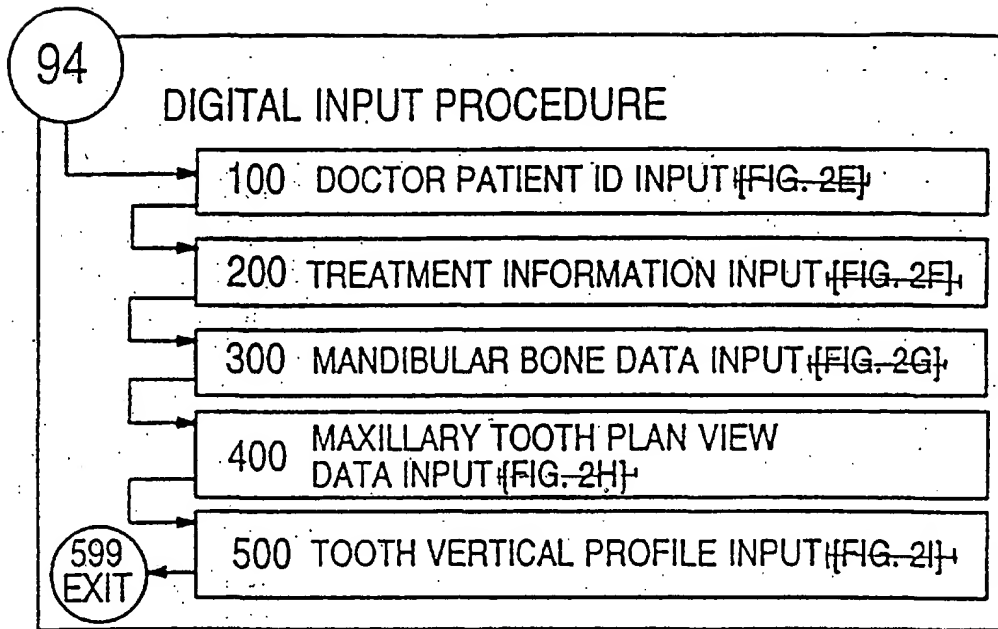 94
DIGITAL INPUT PROCEDURE
100 DOCTOR PATIENT ID INPUT [FIG. 2E]
200 TREATMENT INFORMATION INPUT [FIG. 2F]
300 MANDIBULAR BONE DATA INPUT [FIG. 2G]
400 MAXILLARY TOOTH PLAN VIEW
DATA INPUT [FIG. 2H]
500 TOOTH VERTICAL PROFILE INPUT [FIG. 2I]
599
EXIT